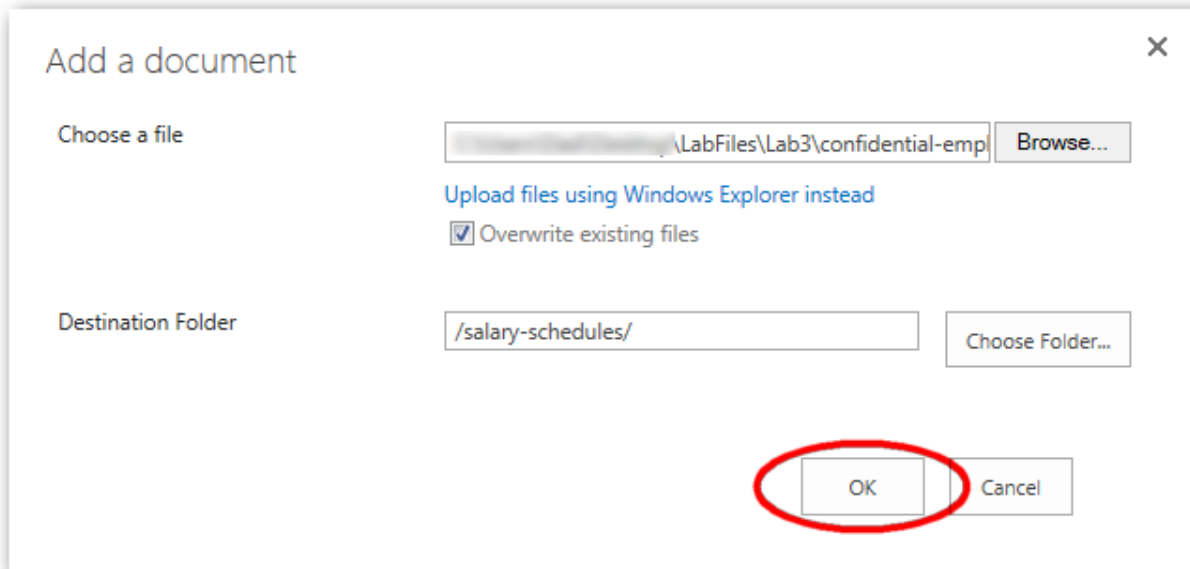 Add a document
Choose a file
\LabFiles\Lab3\confidential-empl
Browse...
Upload files using Windows Explorer instead
Overwrite existing files
Destination Folder
/salary-schedules/
Choose Folder...
OK
Cancel